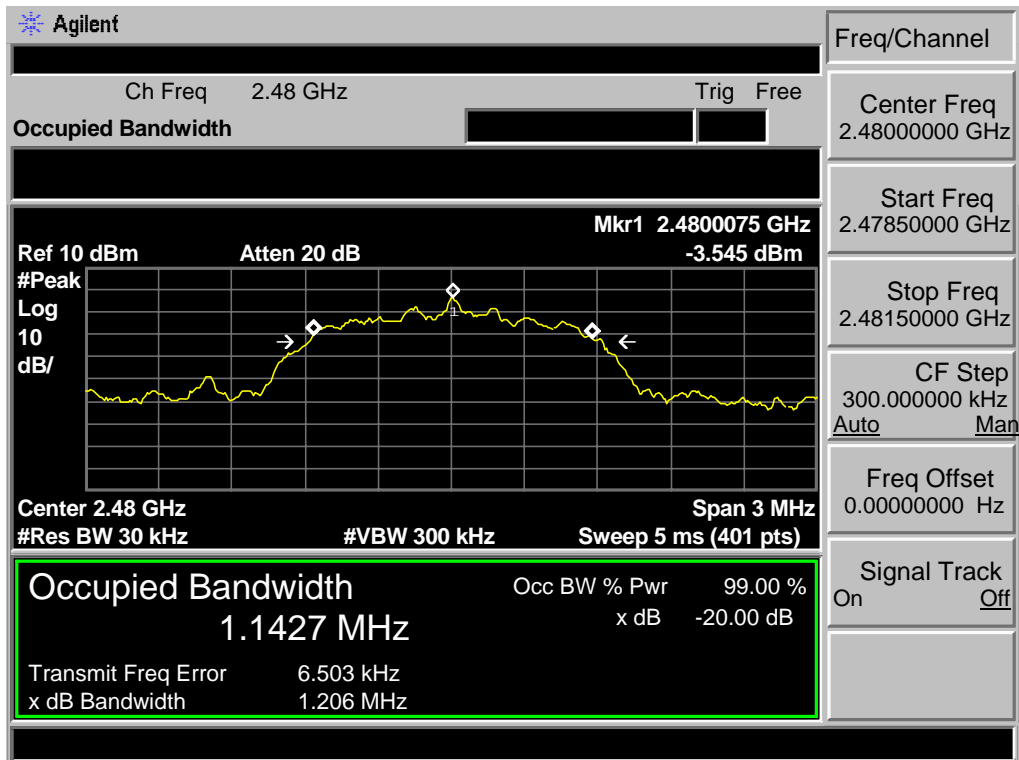 Agilent
Freq/Channel
Ch Freq 2.48 GHz Trig Free
Occupied Bandwidth
Center Freq
2.48000000 GHz
Start Freq
2.47850000 GHz
Stop Freq
2.48150000 GHz
CF Step
300.000000 kHz
Auto Man
Freq Offset
0.00000000 Hz
Signal Track
On Off
Mkr1 2.4800075 GHz
Ref 10 dBm Atten 20 dB -3.545 dBm
#Peak
Log
10
dB/
1
Center 2.48 GHz Span 3 MHz
#Res BW 30 kHz #VBW 300 kHz Sweep 5 ms (401 pts)
Occupied Bandwidth
1.1427 MHz
Occ BW % Pwr 99.00 %
x dB -20.00 dB
Transmit Freq Error 6.503 kHz
x dB Bandwidth 1.206 MHz